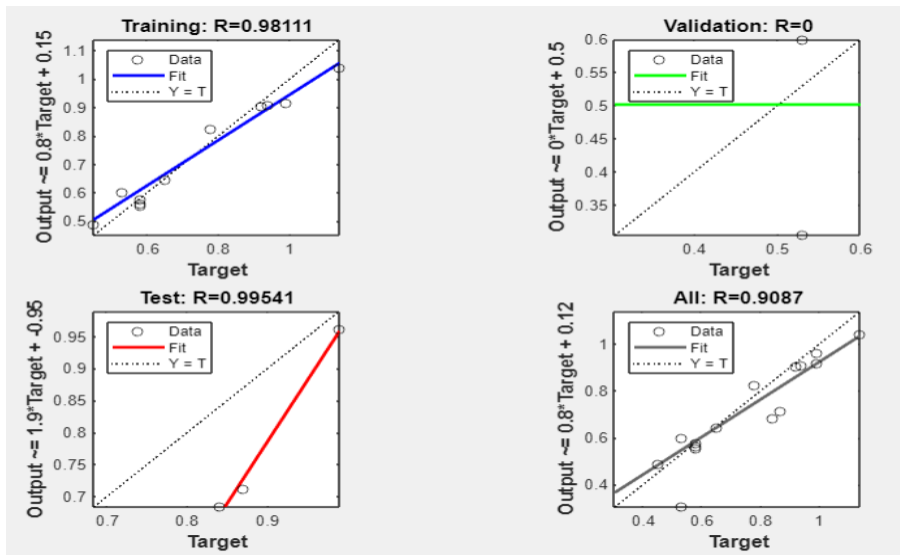 Training: R=0.98111
Output ~= 0.8*Target + 0.15
1.1
1
0.9
0.8
0.7
0.6
0.5
Data
Fit
Y = T
0.6
0.8
1
Target
Validation: R=0
Output ~= 0*Target + 0.5
0.6
0.55
0.5
0.45
0.4
0.35
Data
Fit
Y = T
0.4
0.5
0.6
Target
Test: R=0.99541
Output ~= 1.9*Target + -0.95
0.95
0.9
0.85
0.8
0.75
0.7
Data
Fit
Y = T
0.7
0.8
0.9
Target
All: R=0.9087
Output ~= 0.8*Target + 0.12
1
0.8
0.6
0.4
Data
Fit
Y = T
0.4
0.6
0.8
1
Target